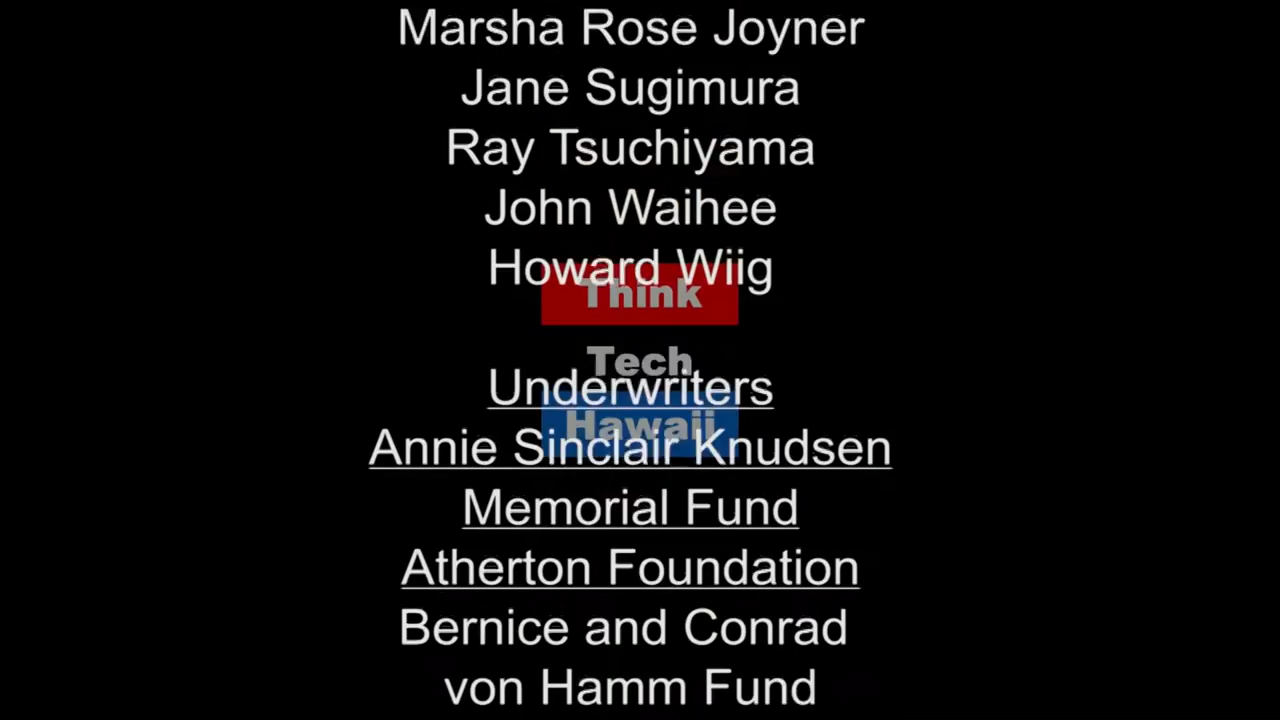 Marsha Rose Joyner
Jane Sugimura
Ray Tsuchiyama
John Waihee
Howard Wiig
Think
Tech
Underwriters
Hawaii
Annie Sinclair Knudsen
Memorial Fund
Atherton Foundation
Bernice and Conrad
von Hamm Fund